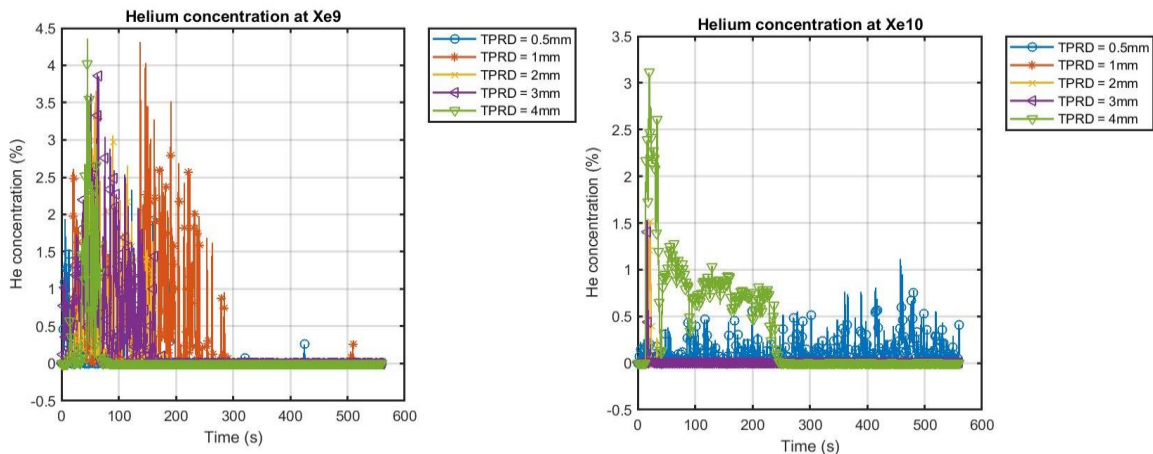 Helium concentration at Xe9
4.5
4
3.5
3
2.5
2
1.5
1
0.5
0
-0.5
He concentration (%)
0
100
200
300
400
500
600
Time (s)
TPRD = 0.5mm
TPRD = 1mm
TPRD = 2mm
TPRD = 3mm
TPRD = 4mm
Helium concentration at Xe10
3.5
3
2.5
2
1.5
1
0.5
0
-0.5
He concentration (%)
0
100
200
300
400
500
600
Time (s)
TPRD = 0.5mm
TPRD = 1mm
TPRD = 2mm
TPRD = 3mm
TPRD = 4mm